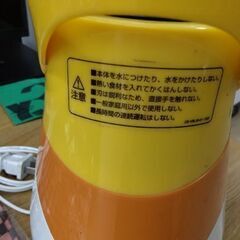 注意
■本体を水につけたり、水をかけたりしない。
■熱い食材を入れてかくはんしない。
■刃は鋭利なため、直接手を触れない。
■一般家庭用以外で使用しない。
■長時間の連続運転はしない。